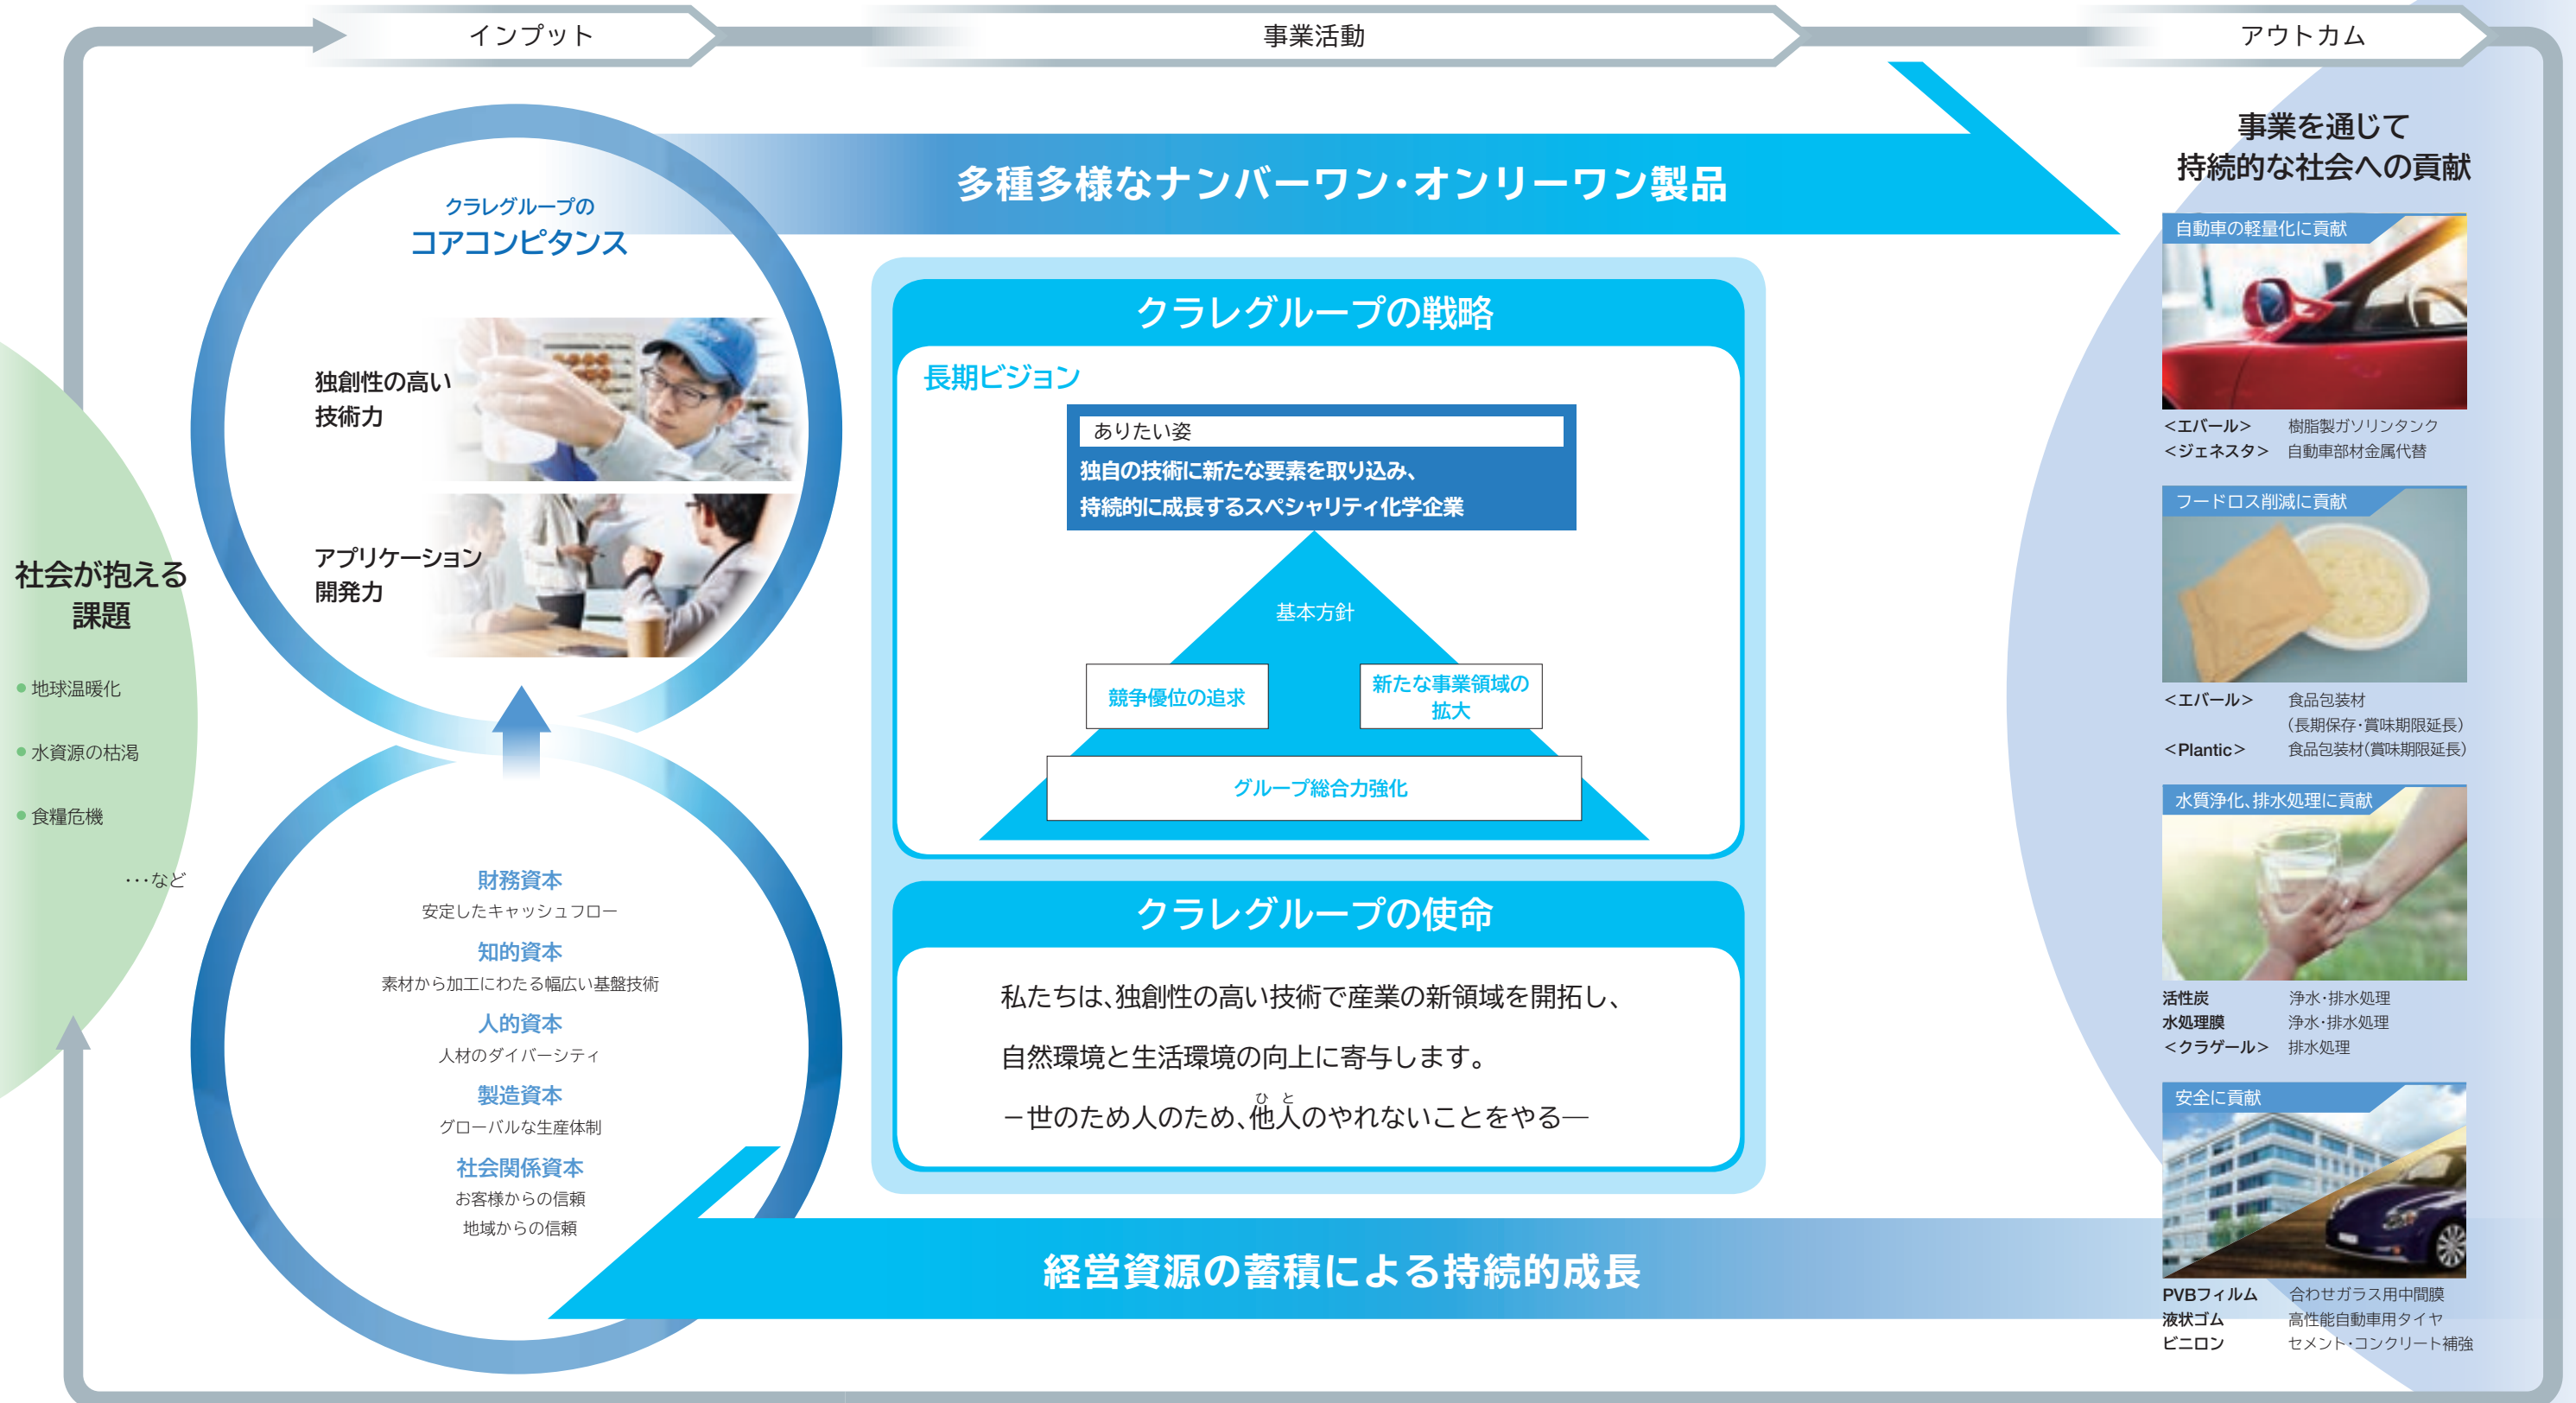 インプット
事業活動
アウトカム
社会が抱える
課題
● 地球温暖化
● 水資源の枯渇
● 食糧危機
･･･など
クラレグループの
コアコンピタンス
独創性の高い
技術力
アプリケーション
開発力
財務資本
安定したキャッシュフロー
知的資本
素材から加工にわたる幅広い基盤技術
人的資本
人材のダイバーシティ
製造資本
グローバルな生産体制
社会関係資本
お客様からの信頼
地域からの信頼
多種多様なナンバーワン･オンリーワン製品
クラレグループの戦略
長期ビジョン
ありたい姿
独自の技術に新たな要素を取り込み、
持続的に成長するスペシャリティ化学企業
基本方針
競争優位の追求
新たな事業領域の
拡大
グループ総合力強化
クラレグループの使命
私たちは、独創性の高い技術で産業の新領域を開拓し、
自然環境と生活環境の向上に寄与します。
ひと
－世のため人のため、他人のやれないことをやる―
経営資源の蓄積による持続的成長
事業を通じて
持続的な社会への貢献
自動車の軽量化に貢献
＜エバール＞ 樹脂製ガソリンタンク
＜ジェネスタ＞ 自動車部材金属代替
フードロス削減に貢献
＜エバール＞ 食品包装材
（長期保存･賞味期限延長）
＜Plantic＞ 食品包装材（賞味期限延長）
水質浄化、排水処理に貢献
活性炭 浄水･排水処理
水処理膜 浄水･排水処理
＜クラゲール＞ 排水処理
安全に貢献
PVBフィルム 合わせガラス用中間膜
液状ゴム 高性能自動車用タイヤ
ビニロン セメント･コンクリート補強